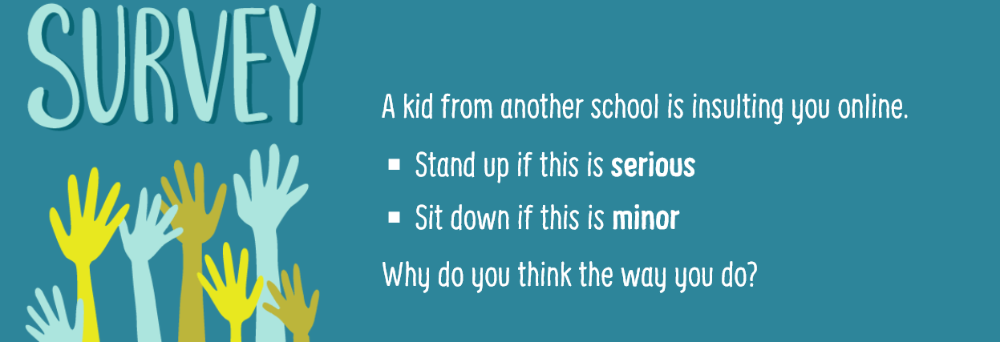 SURVEY
A kid from another school is insulting you online.
▪ Stand up if this is serious
▪ Sit down if this is minor
Why do you think the way you do?